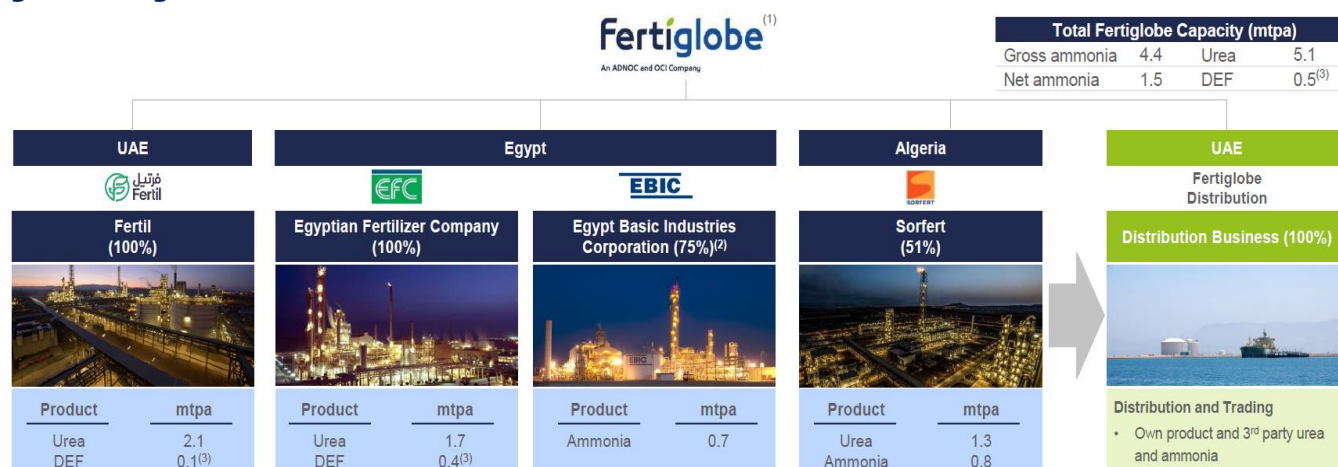 Fertiglobe(1)
An ADNOC and OCI Company
Total Fertiglobe Capacity (mtpa)
Gross ammonia 4.4 Urea 5.1
Net ammonia 1.5 DEF 0.5(3)
UAE
فرتيل
Fertil
Fertil
(100%)
Product mtpa
Urea 2.1
DEF 0.1(3)
Egypt
EFC
Egyptian Fertilizer Company
(100%)
Product mtpa
Urea 1.7
DEF 0.4(3)
EBIC
Egypt Basic Industries
Corporation (75%)(2)
EBIC
Product mtpa
Ammonia 0.7
Algeria
SORFERT
Sorfert
(51%)
Product mtpa
Urea 1.3
Ammonia 0.8
UAE
Fertiglobe
Distribution
Distribution Business (100%)
Distribution and Trading
• Own product and 3rd party urea
and ammonia